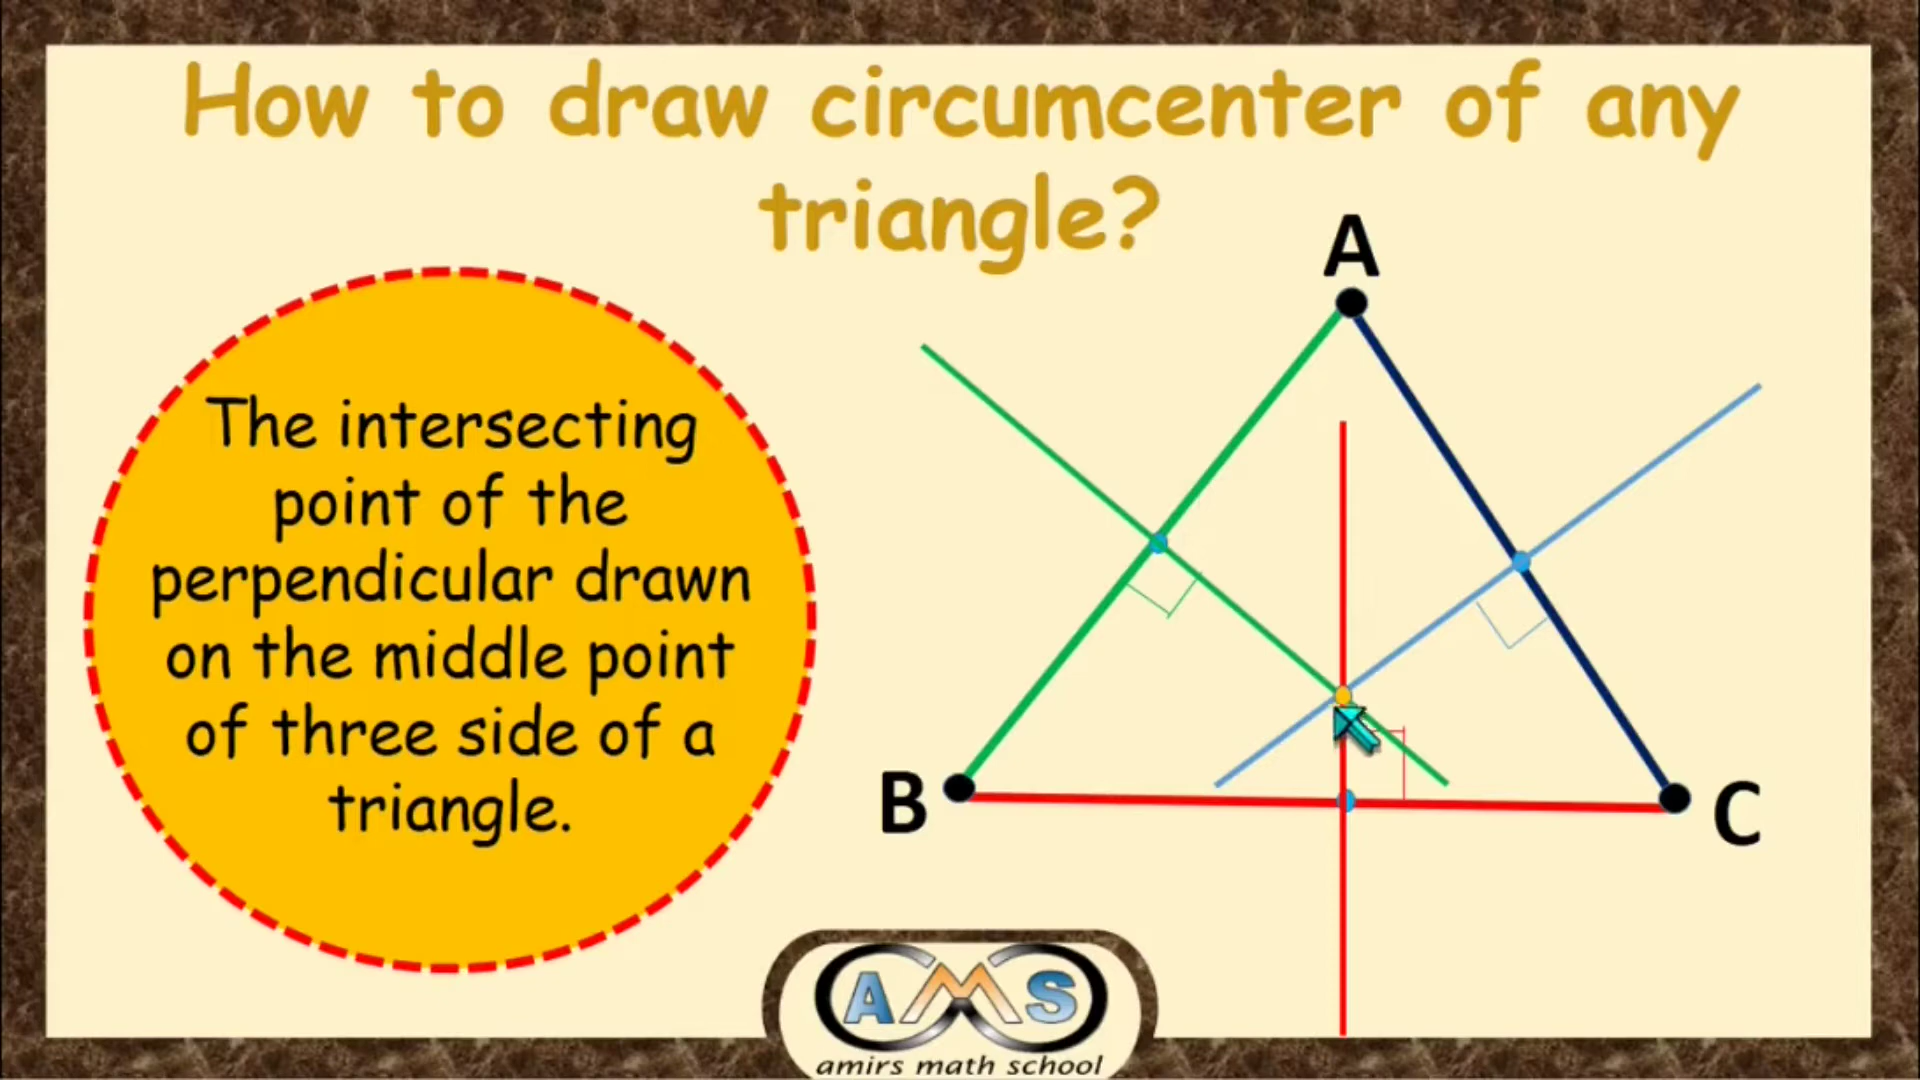 How to draw circumcenter of any
triangle?
A
The intersecting
point of the
perpendicular drawn
on the middle point
of three side of a
triangle.
B
C
AMS
amirs math school